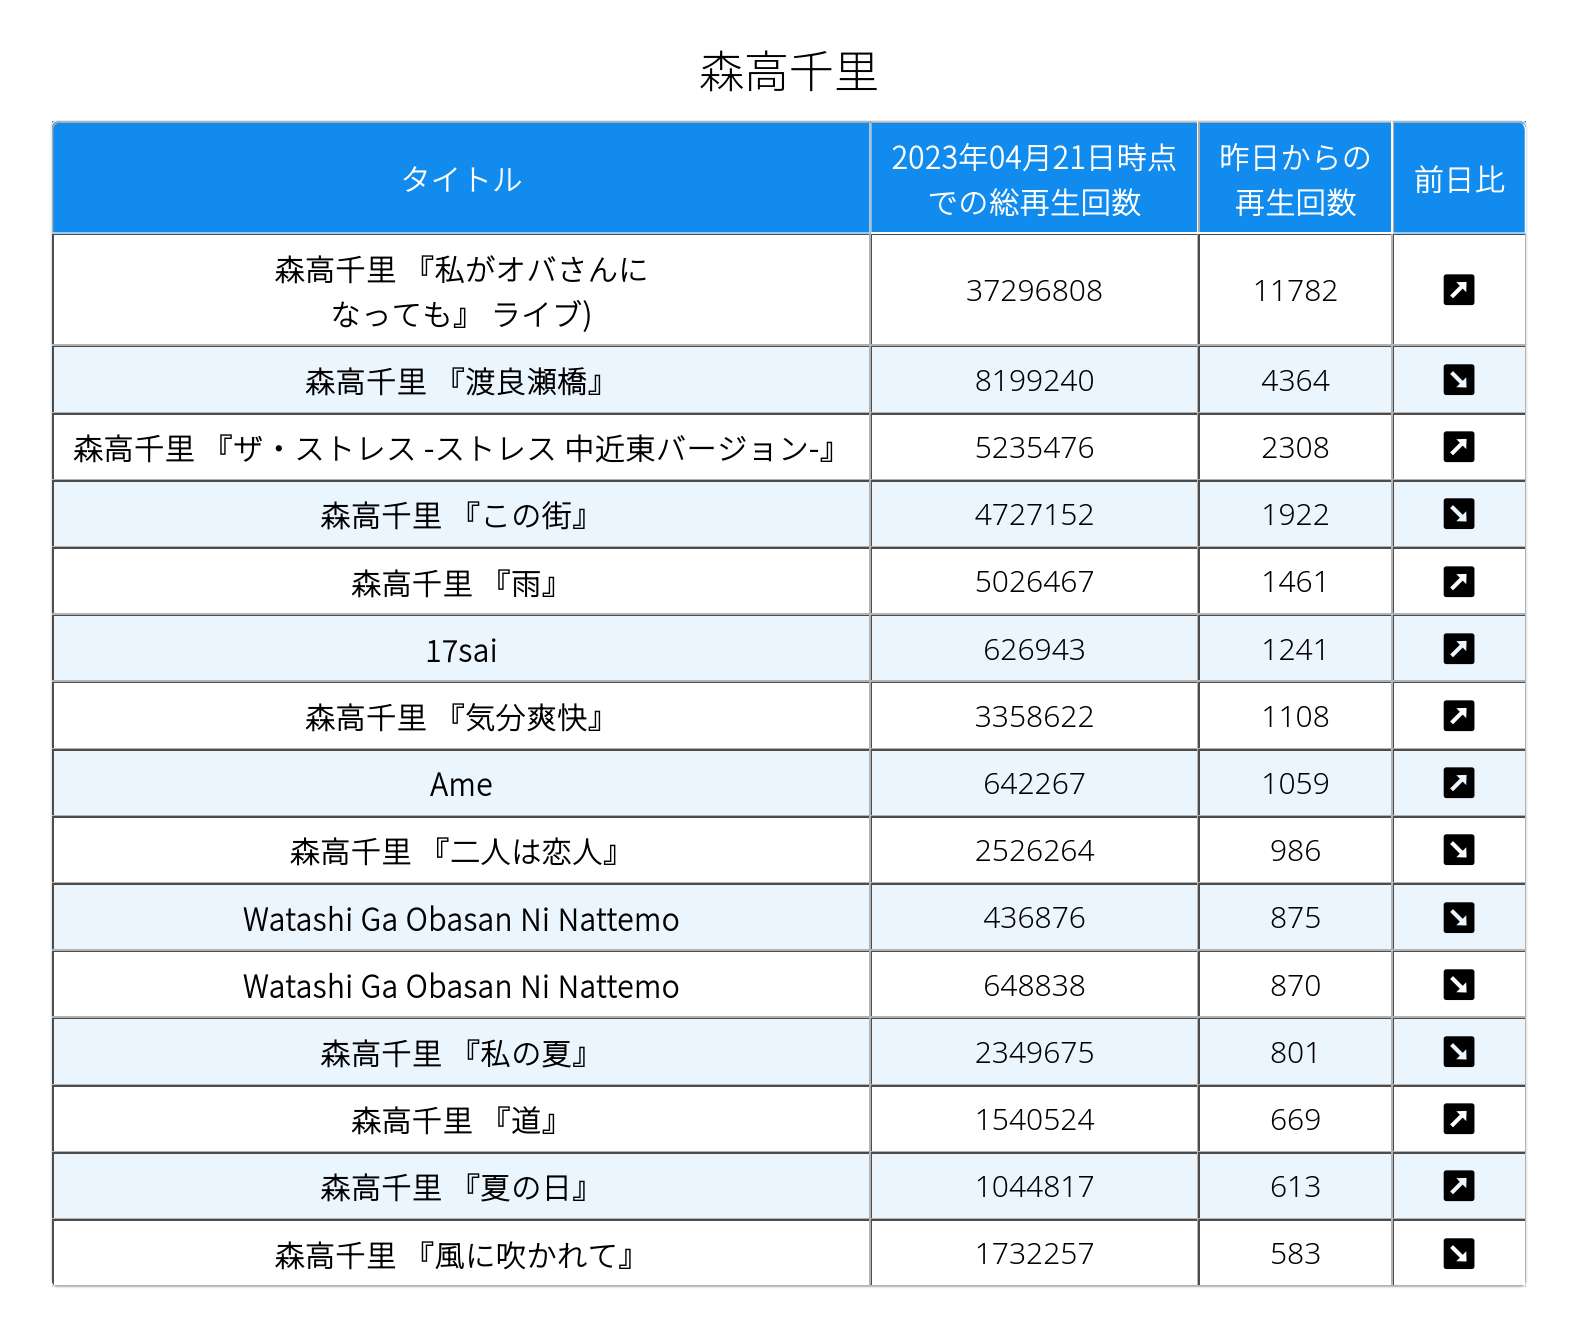 森高千里
タイトル
2023年04月21日時点
での総再生回数
昨日からの
再生回数
前日比
森高千里 『私がオバさんに
なっても』 ライブ)
37296808
11782
森高千里 『渡良瀬橋』
8199240
4364
森高千里 『ザ・ストレス -ストレス 中近東バージョン-』
5235476
2308
森高千里 『この街』
4727152
1922
森高千里 『雨』
5026467
1461
17sai
626943
1241
森高千里 『気分爽快』
3358622
1108
Ame
642267
1059
森高千里 『二人は恋人』
2526264
986
Watashi Ga Obasan Ni Nattemo
436876
875
Watashi Ga Obasan Ni Nattemo
648838
870
森高千里 『私の夏』
2349675
801
森高千里 『道』
1540524
669
森高千里 『夏の日』
1044817
613
森高千里 『風に吹かれて』
1732257
583